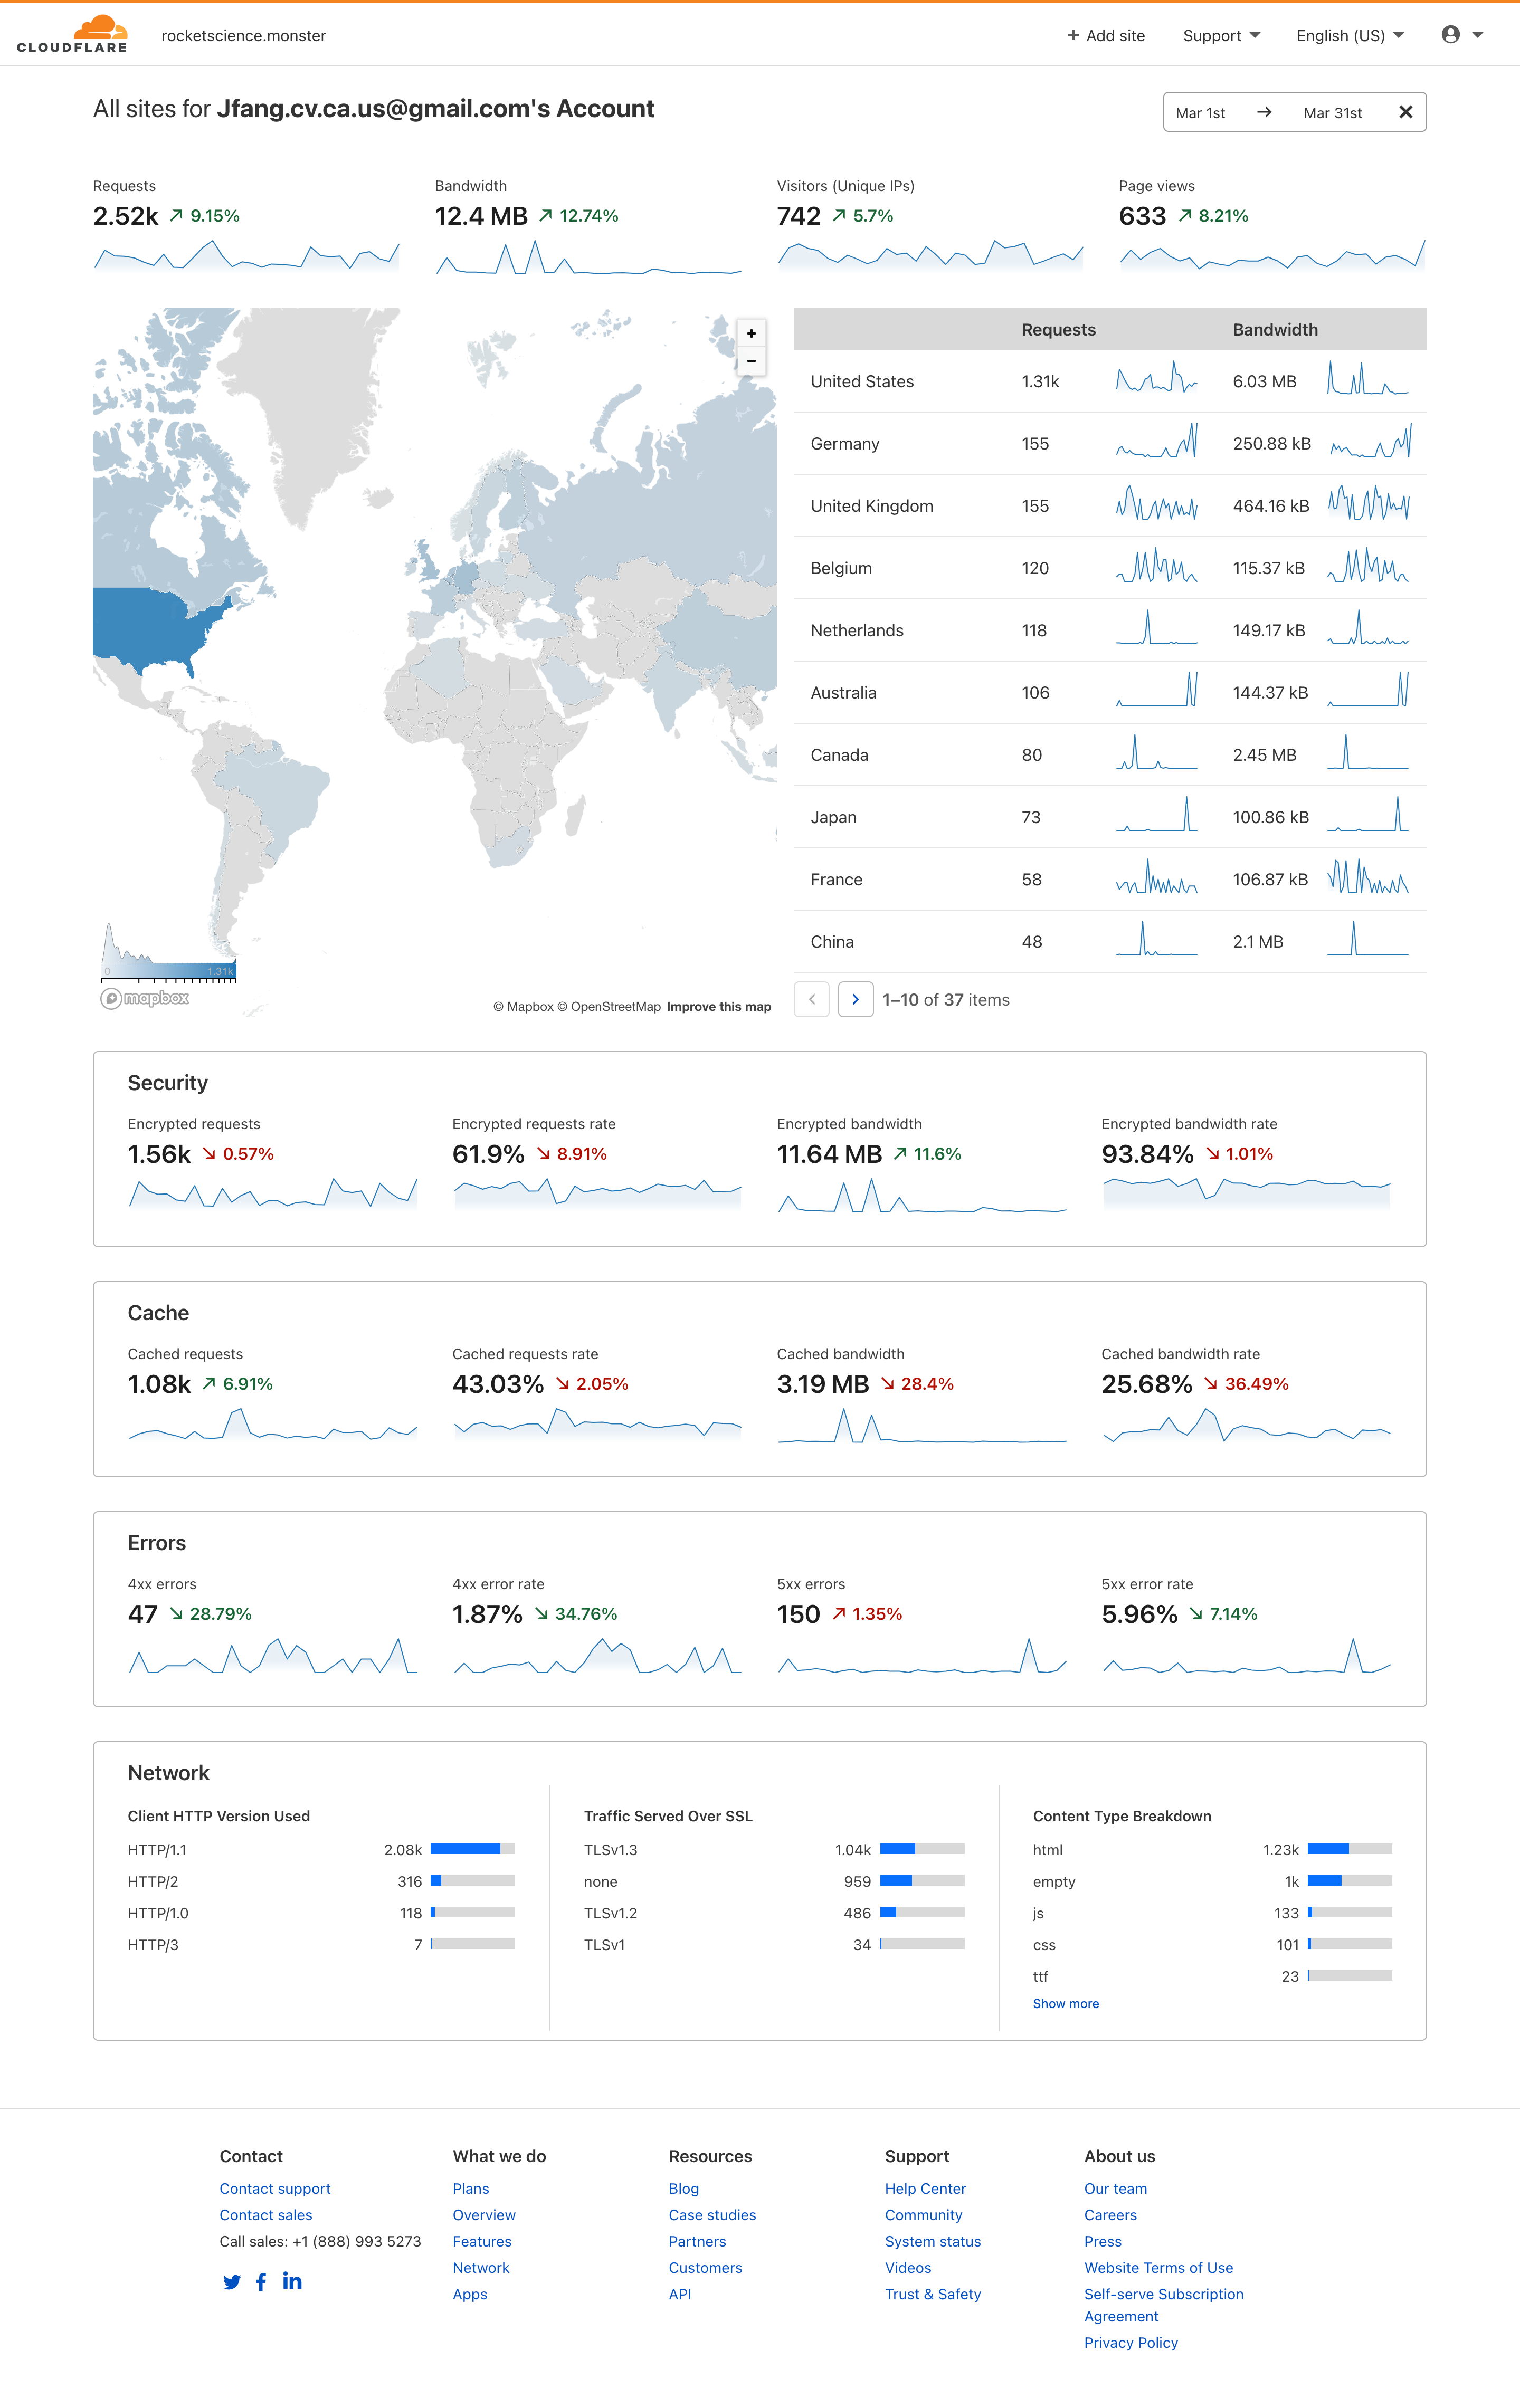 CLOUDFLARE
rocketscience.monster
+ Add site
Support
English (US)
All sites for Jfang.cv.ca.us@gmail.com's Account
Mar 1st → Mar 31st
Requests
2.52k 9.15%
Bandwidth
12.4 MB 12.74%
Visitors (Unique IPs)
742 5.7%
Page views
633 8.21%
+
−
0 1.31k
mapbox
© Mapbox © OpenStreetMap Improve this map
Requests Bandwidth
United States 1.31k 6.03 MB
Germany 155 250.88 kB
United Kingdom 155 464.16 kB
Belgium 120 115.37 kB
Netherlands 118 149.17 kB
Australia 106 144.37 kB
Canada 80 2.45 MB
Japan 73 100.86 kB
France 58 106.87 kB
China 48 2.1 MB
1–10 of 37 items
Security
Encrypted requests
1.56k 0.57%
Encrypted requests rate
61.9% 8.91%
Encrypted bandwidth
11.64 MB 11.6%
Encrypted bandwidth rate
93.84% 1.01%
Cache
Cached requests
1.08k 6.91%
Cached requests rate
43.03% 2.05%
Cached bandwidth
3.19 MB 28.4%
Cached bandwidth rate
25.68% 36.49%
Errors
4xx errors
47 28.79%
4xx error rate
1.87% 34.76%
5xx errors
150 1.35%
5xx error rate
5.96% 7.14%
Network
Client HTTP Version Used
HTTP/1.1 2.08k
HTTP/2 316
HTTP/1.0 118
HTTP/3 7
Traffic Served Over SSL
TLSv1.3 1.04k
none 959
TLSv1.2 486
TLSv1 34
Content Type Breakdown
html 1.23k
empty 1k
js 133
css 101
ttf 23
Show more
Contact
Contact support
Contact sales
Call sales: +1 (888) 993 5273
What we do
Plans
Overview
Features
Network
Apps
Resources
Blog
Case studies
Partners
Customers
API
Support
Help Center
Community
System status
Videos
Trust & Safety
About us
Our team
Careers
Press
Website Terms of Use
Self-serve Subscription
Agreement
Privacy Policy